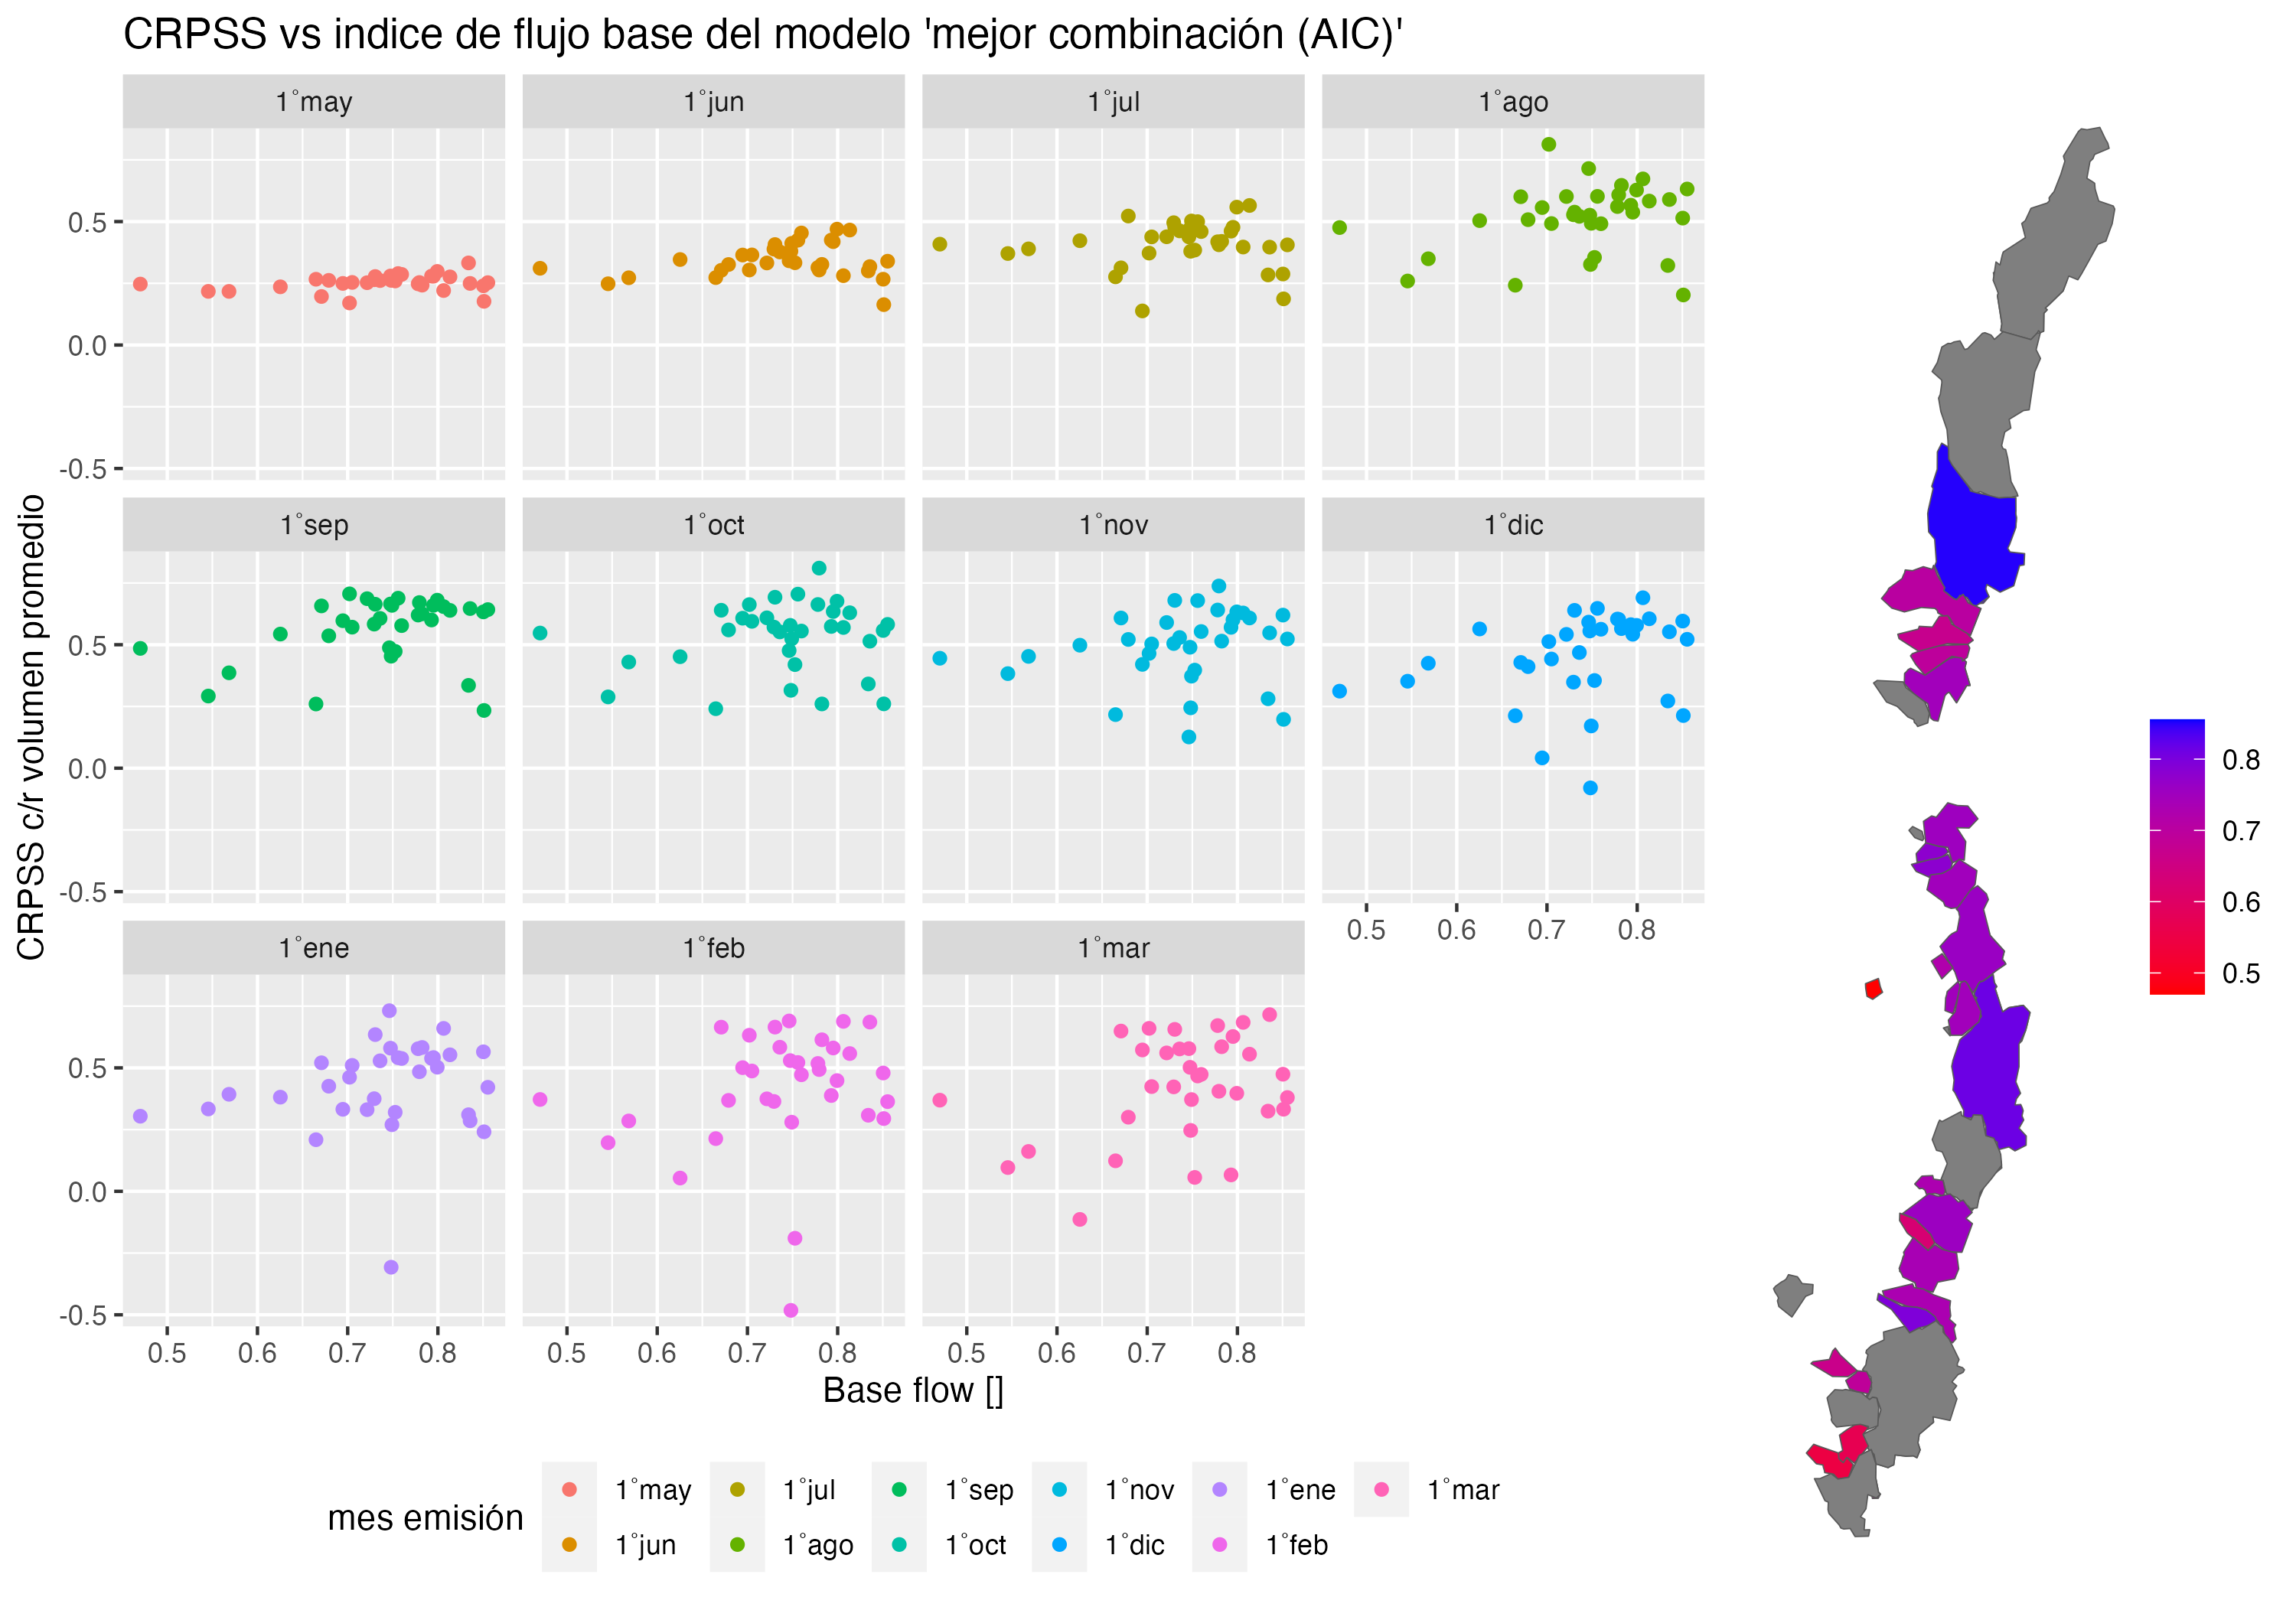 CRPSS vs indice de flujo base del modelo 'mejor combinación (AIC)'
1°may
1°jun
1°jul
1°ago
0.5
0.0
-0.5
1°sep
1°oct
1°nov
1°dic
0.5
0.0
-0.5
0.5 0.6 0.7 0.8
1°ene
1°feb
1°mar
0.5
0.0
-0.5
0.5 0.6 0.7 0.8
0.5 0.6 0.7 0.8
0.5 0.6 0.7 0.8
CRPSS c/r volumen promedio
Base flow []
mes emisión
1°may
1°jul
1°sep
1°nov
1°ene
1°mar
1°jun
1°ago
1°oct
1°dic
1°feb
0.8
0.7
0.6
0.5